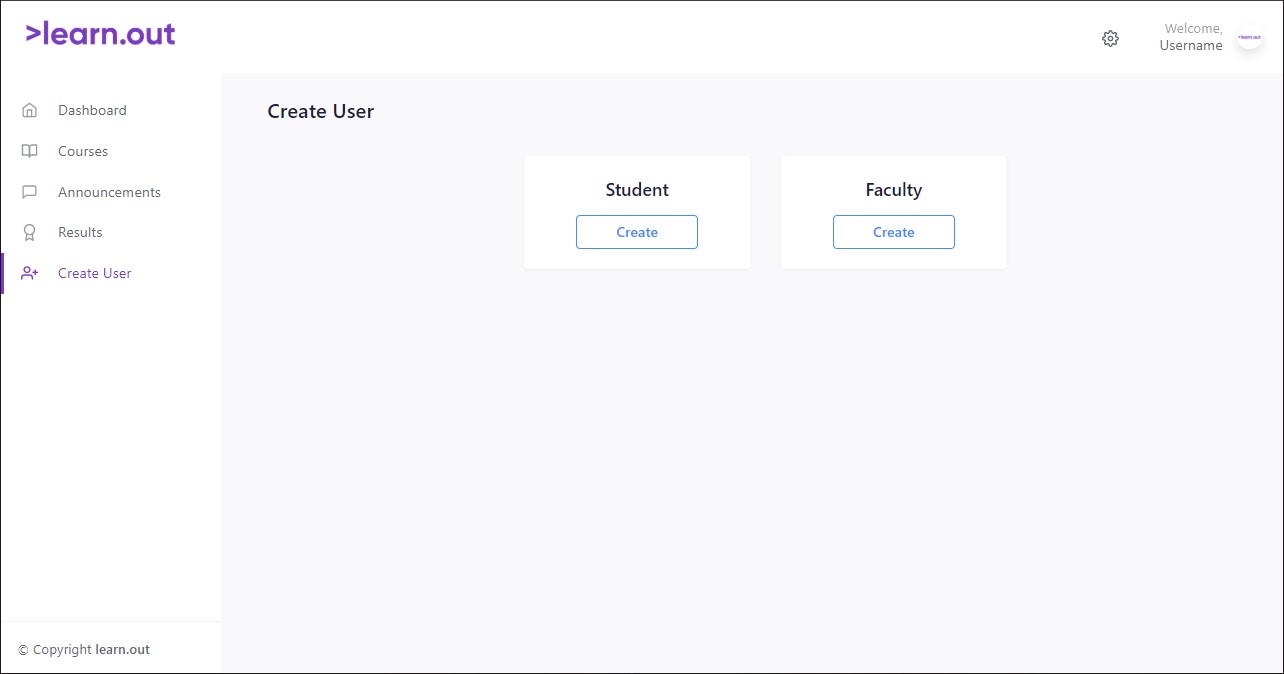 >learn.out
Welcome,
Username
>learn.out
Dashboard
Courses
Announcements
Results
Create User
Create User
Student
Create
Faculty
Create
© Copyright learn.out